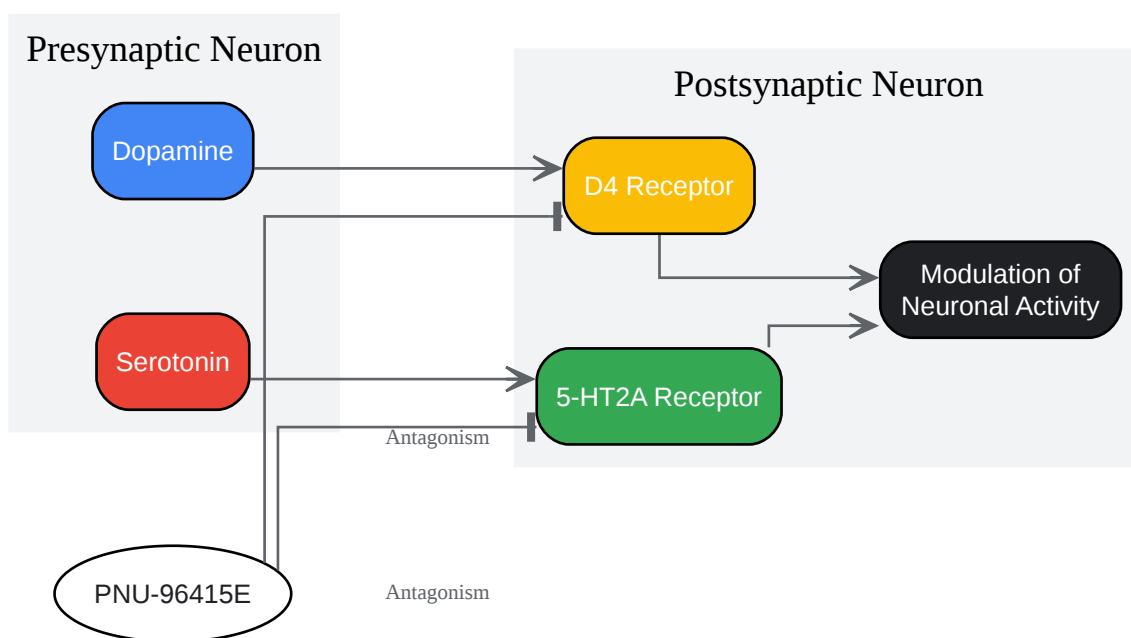 Presynaptic Neuron
Postsynaptic Neuron
Dopamine
D4 Receptor
Modulation of
Neuronal Activity
Serotonin
5-HT2A Receptor
Antagonism
PNU-96415E
Antagonism